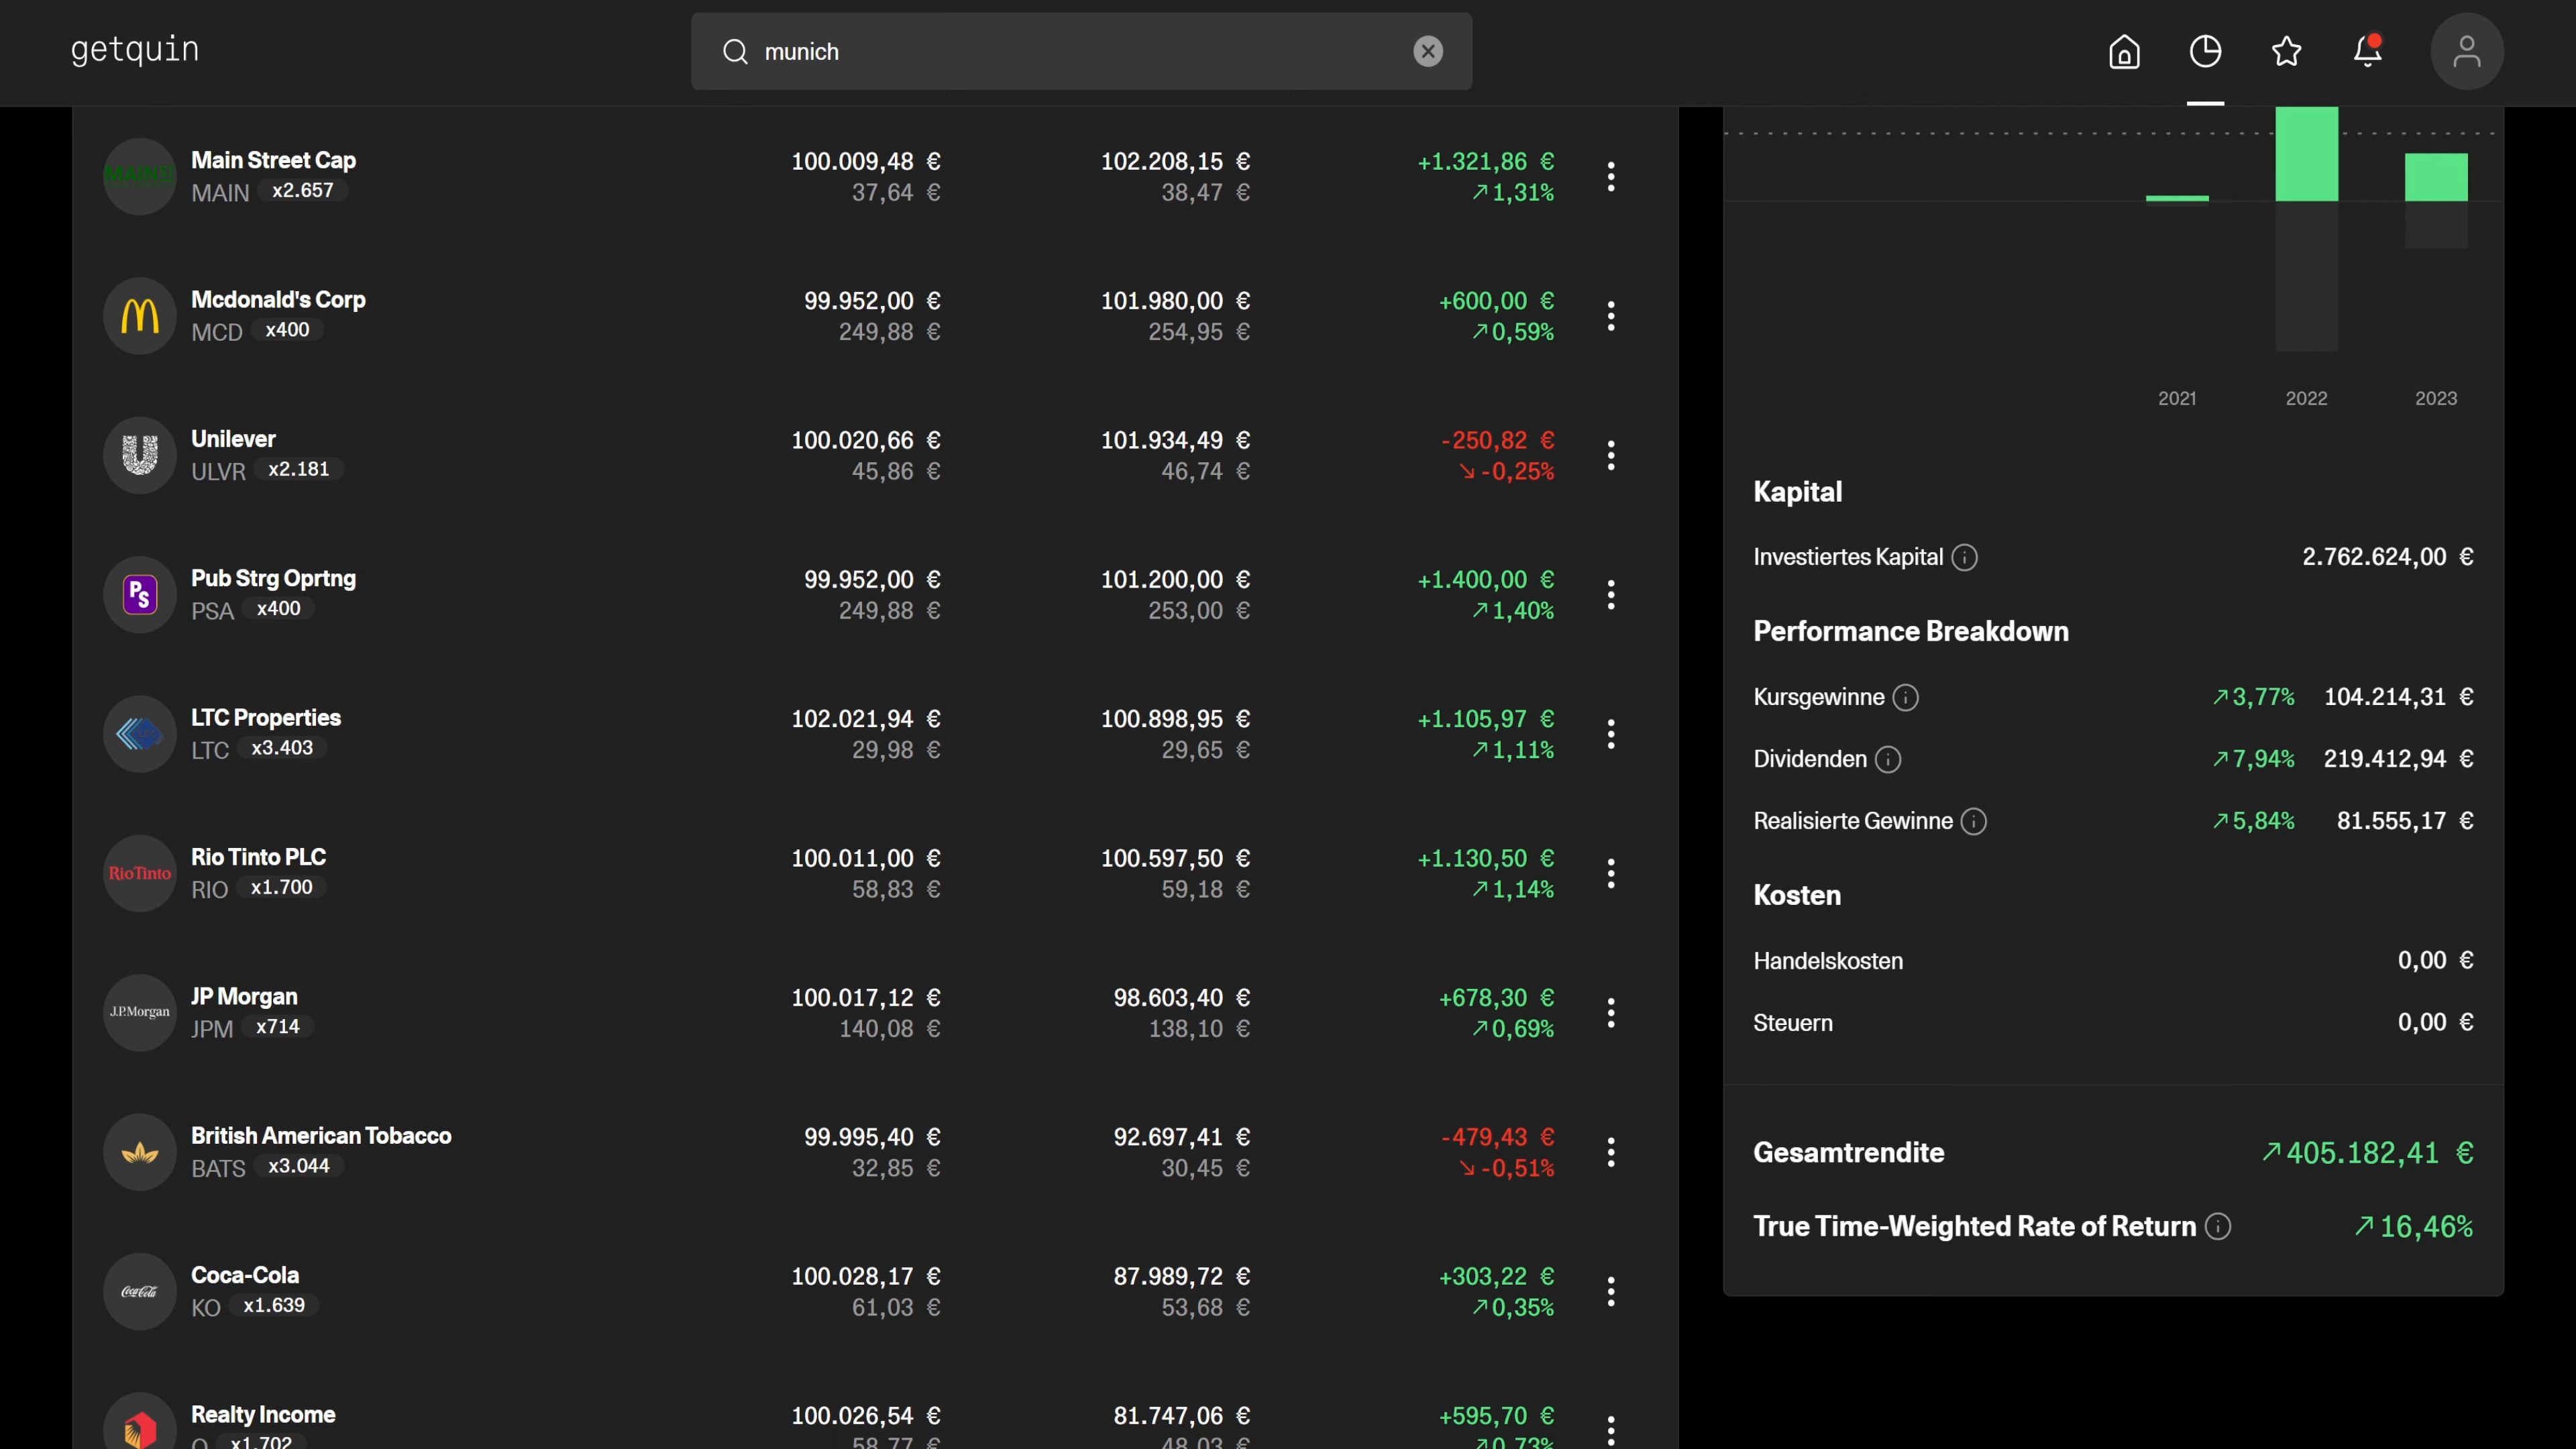 getquin
munich
Main Street Cap
100.009,48 €
102.208,15 €
+1.321,86 €
MAIN x2.657
37,64 €
38,47 €
↗1,31%
Mcdonald's Corp
99.952,00 €
101.980,00 €
+600,00 €
MCD x400
249,88 €
254,95 €
↗0,59%
Unilever
100.020,66 €
101.934,49 €
-250,82 €
ULVR x2.181
45,86 €
46,74 €
↘-0,25%
PS
Pub Strg Oprtng
99.952,00 €
101.200,00 €
+1.400,00 €
PSA x400
249,88 €
253,00 €
↗1,40%
LTC Properties
102.021,94 €
100.898,95 €
+1.105,97 €
LTC x3.403
29,98 €
29,65 €
↗1,11%
RioTinto
Rio Tinto PLC
100.011,00 €
100.597,50 €
+1.130,50 €
RIO x1.700
58,83 €
59,18 €
↗1,14%
J.P.Morgan
JP Morgan
100.017,12 €
98.603,40 €
+678,30 €
JPM x714
140,08 €
138,10 €
↗0,69%
British American Tobacco
99.995,40 €
92.697,41 €
-479,43 €
BATS x3.044
32,85 €
30,45 €
↘-0,51%
Coca-Cola
Coca-Cola
100.028,17 €
87.989,72 €
+303,22 €
KO x1.639
61,03 €
53,68 €
↗0,35%
Realty Income
100.026,54 €
81.747,06 €
+595,70 €
O x1.702
58,77 €
48,03 €
↗0,73%
2021
2022
2023
Kapital
Investiertes Kapital
2.762.624,00 €
Performance Breakdown
Kursgewinne
↗3,77% 104.214,31 €
Dividenden
↗7,94% 219.412,94 €
Realisierte Gewinne
↗5,84% 81.555,17 €
Kosten
Handelskosten
0,00 €
Steuern
0,00 €
Gesamtrendite
↗405.182,41 €
True Time-Weighted Rate of Return
↗16,46%